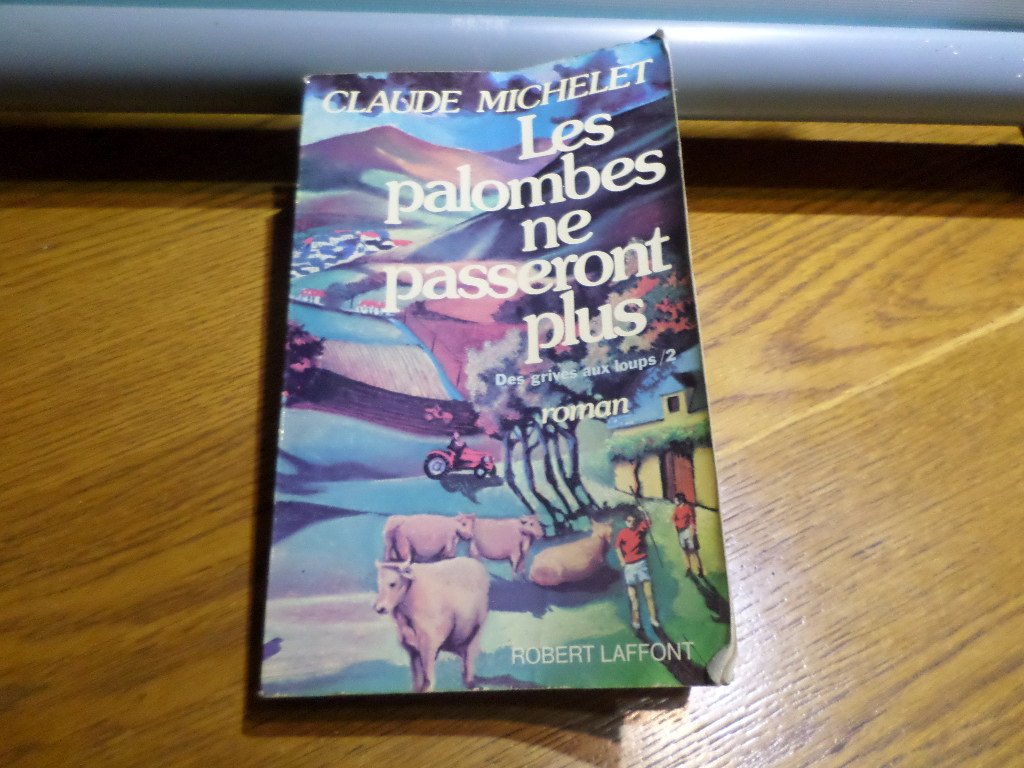 CLAUDE MICHELET
Les
palombes
ne
passeront
plus
Des grives aux loups/2
roman
ROBERT LAFFONT